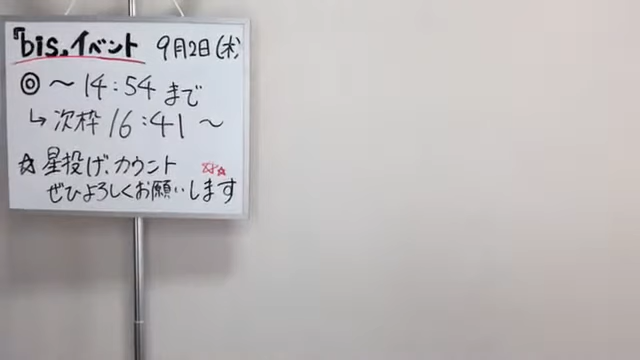 『bis』イベント 9月2日(木)
◎ ～14:54まで
↳ 次枠 16:41～
☆ 星投げ、カウント
ぜひよろしくお願いします